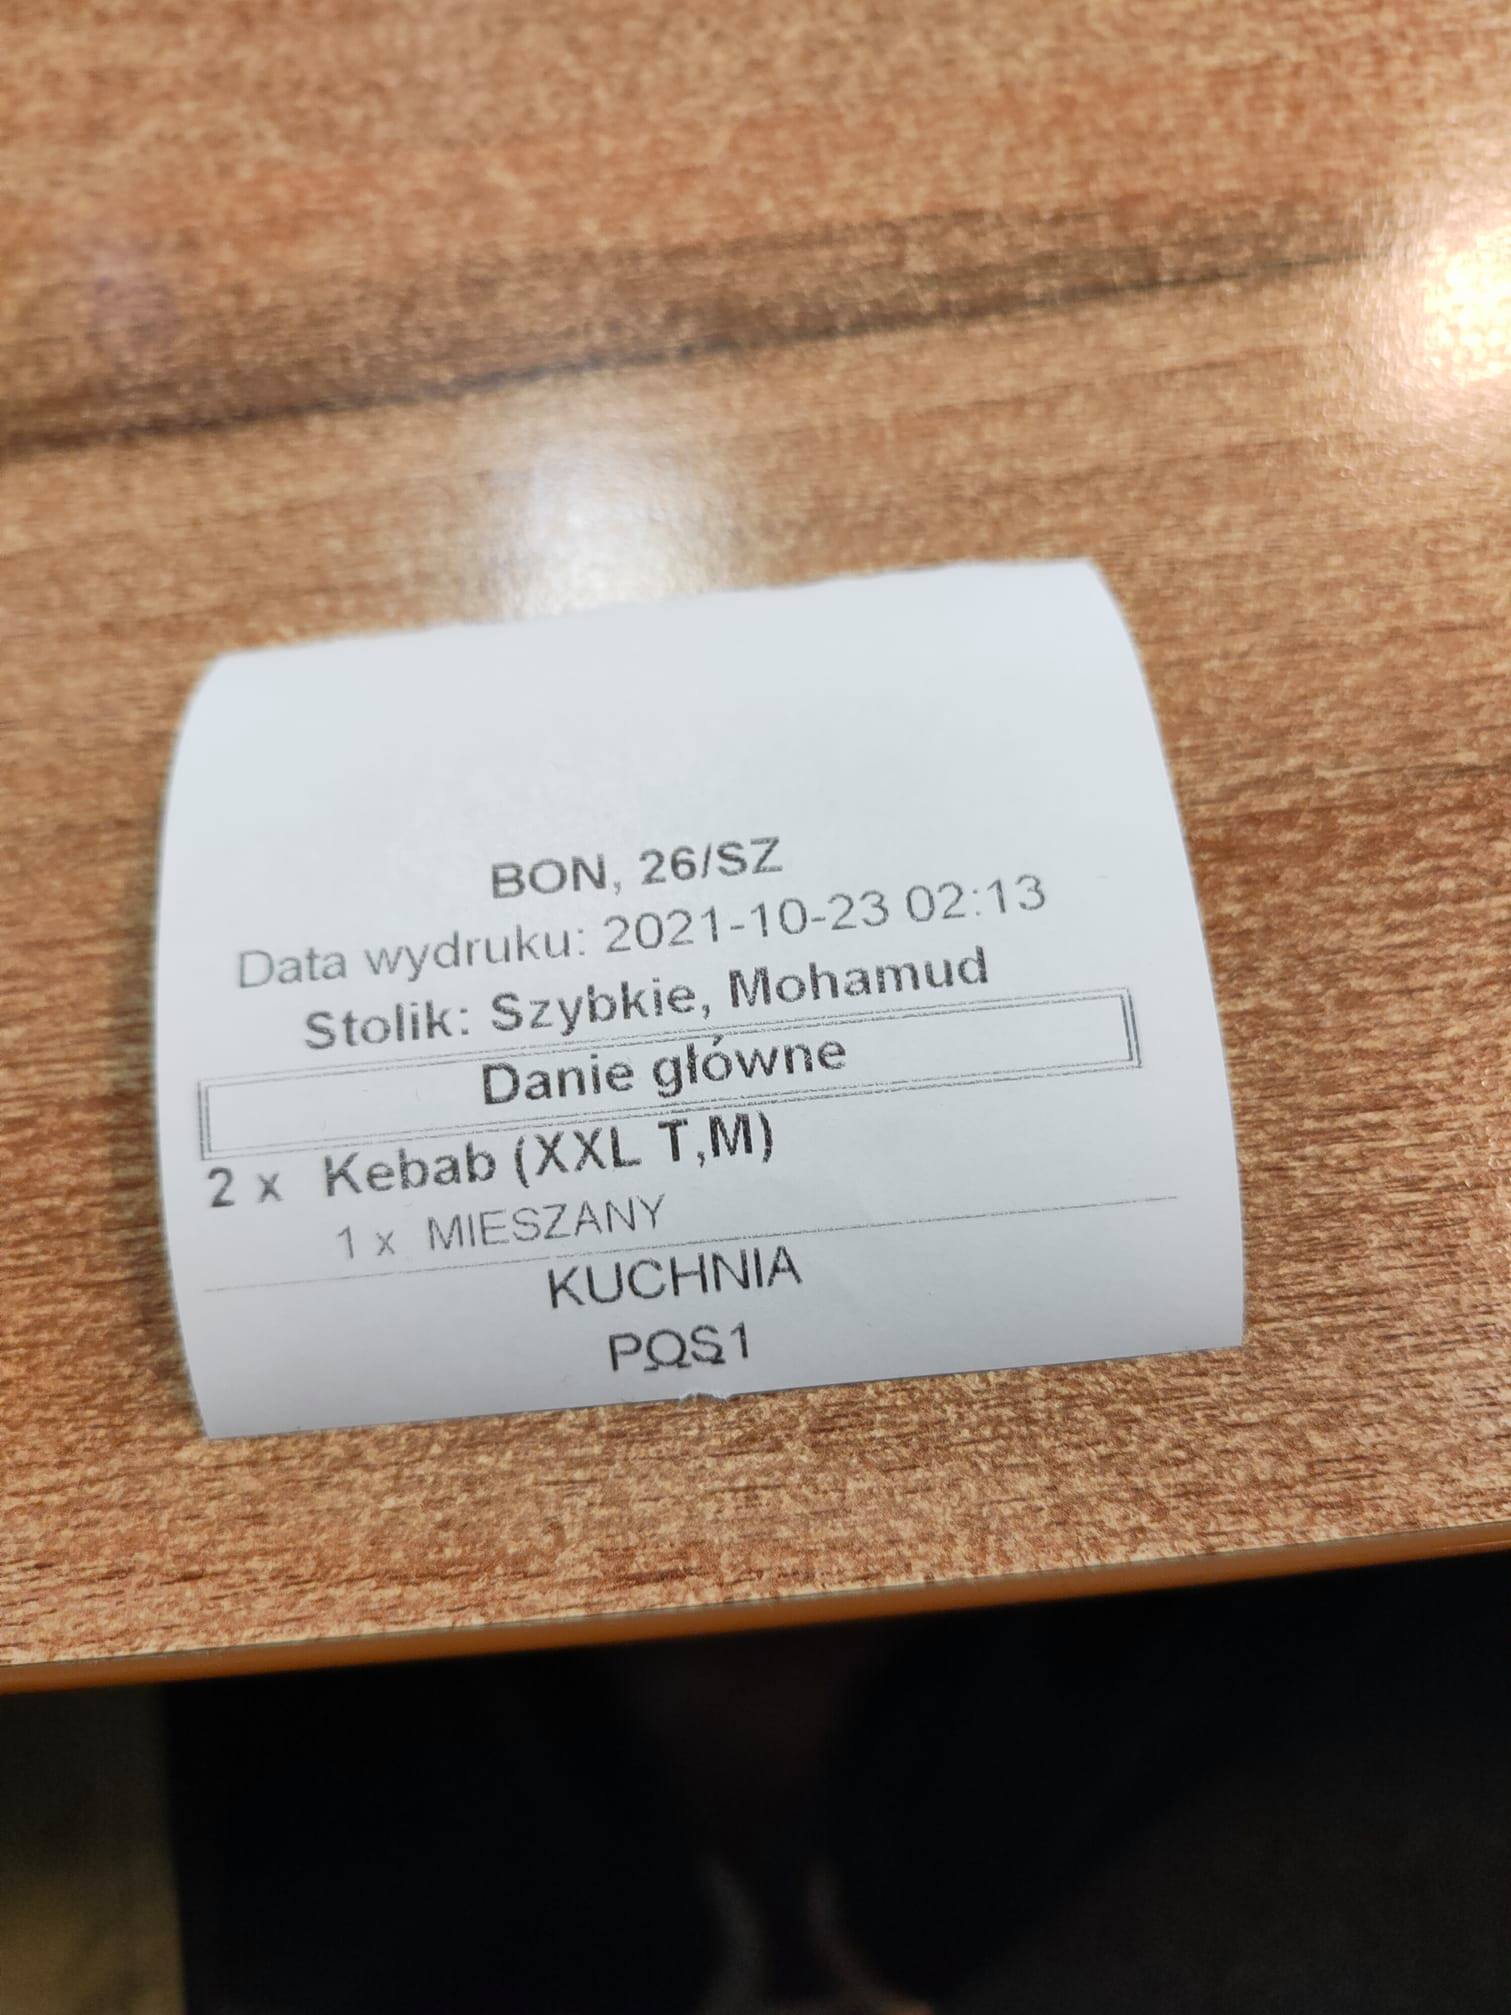 BON, 26/SZ
Data wydruku: 2021-10-23 02:13
Stolik: Szybkie, Mohamud
Danie główne
2 x Kebab (XXL T,M)
1 x MIESZANY
KUCHNIA
POS1